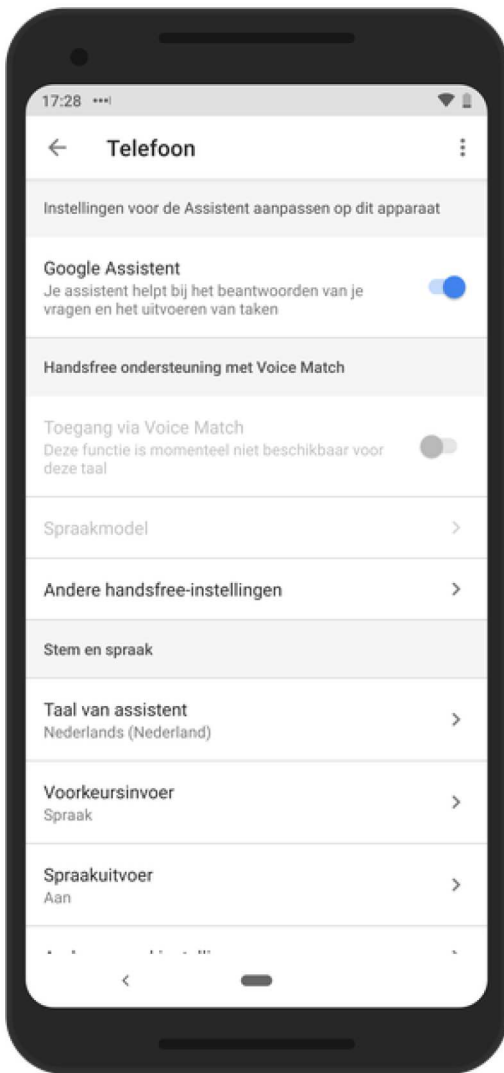 17:28
Telefoon
Instellingen voor de Assistent aanpassen op dit apparaat
Google Assistent
Je assistent helpt bij het beantwoorden van je
vragen en het uitvoeren van taken
Handsfree ondersteuning met Voice Match
Toegang via Voice Match
Deze functie is momenteel niet beschikbaar voor
deze taal
Spraakmodel
Andere handsfree-instellingen
Stem en spraak
Taal van assistent
Nederlands (Nederland)
Voorkeursinvoer
Spraak
Spraakuitvoer
Aan